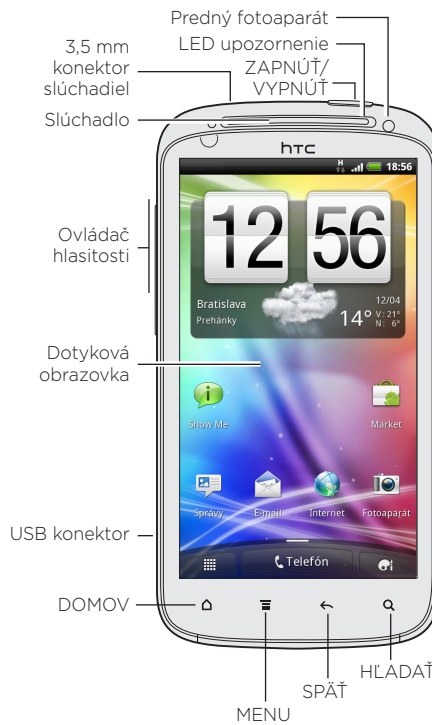 Predný fotoaparát
LED upozornenie
ZAPNÚŤ/
VYPNÚŤ
3,5 mm
konektor
slúchadiel
Slúchadlo
hTC
H
18:56
12 56
Ovládač
hlasitosti
Bratislava
Prehánky
12/04
14°
V: 21°
N: 6°
Dotyková
obrazovka
Show Me
Market
Správy
E-mail
Internet
Fotoaparát
USB konektor
Telefón
DOMOV
MENU
SPÄŤ
HĽADAŤ